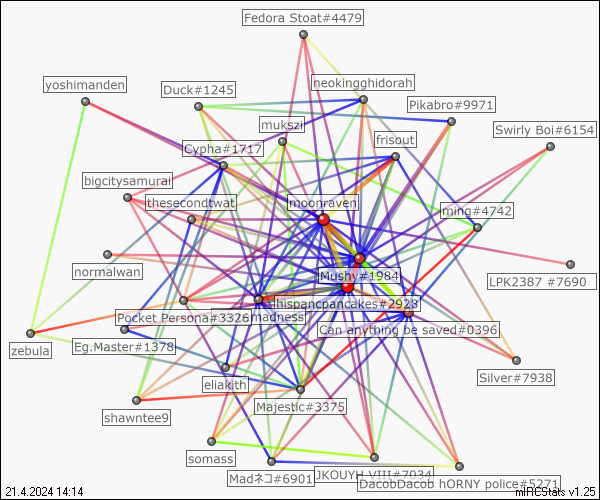 Fedora Stoat#4479
neokingghidorah
yoshimanden
Duck#1245
Pikabro#9971
mukszi
Swirly Boi#6154
frisout
Cypha#1717
bigcitysamurai
thesecondtwat
moonraven
ming#4742
normalwan
Mushy#1984
LPK2387 #7690
hispancpancakes#2923
Pocket Persona#3326
madness
Can anything be saved#0396
zebula
Eg.Master#1378
eliakith
Silver#7938
Majestic#3375
shawntee9
somass
Madネコ#6901
JKOUYH VIII#7034
DacobDacob hORNY police#5271
21.4.2024 14:14
mIRCStats v1.25